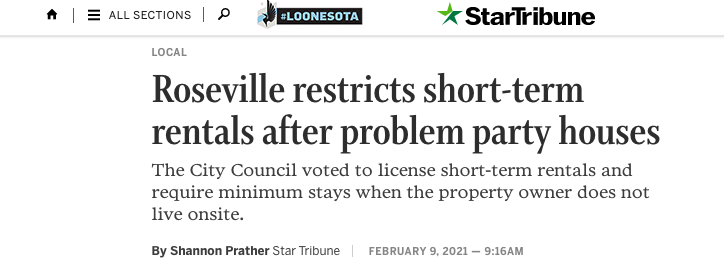 ALL SECTIONS
#LOONESOTA
StarTribune
LOCAL
Roseville restricts short-term
rentals after problem party houses
The City Council voted to license short-term rentals and
require minimum stays when the property owner does not
live onsite.
By Shannon Prather Star Tribune
FEBRUARY 9, 2021 — 9:16AM